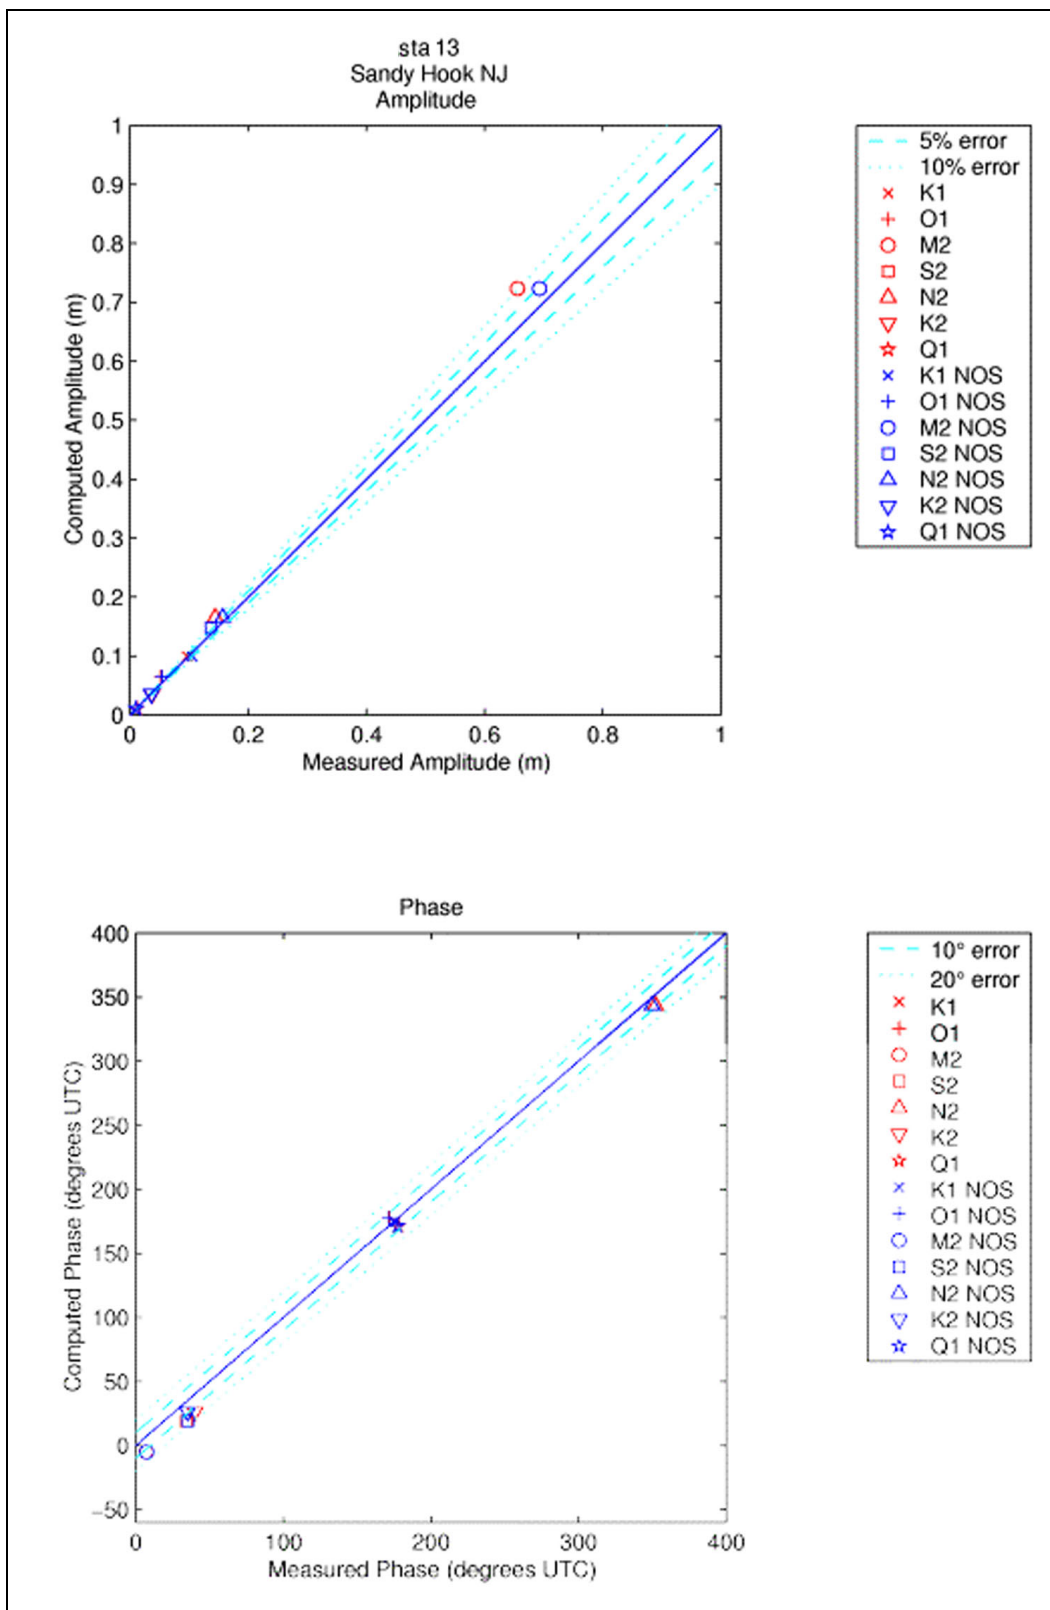 sta 13
Sandy Hook NJ
Amplitude
1
0.9
0.8
0.7
0.6
0.5
0.4
0.3
0.2
0.1
0
Computed Amplitude (m)
0 0.2 0.4 0.6 0.8 1
Measured Amplitude (m)
5% error
10% error
K1
O1
M2
S2
N2
K2
Q1
K1 NOS
O1 NOS
M2 NOS
S2 NOS
N2 NOS
K2 NOS
Q1 NOS
Phase
400
350
300
250
200
150
100
50
0
−50
Computed Phase (degrees UTC)
0 100 200 300 400
Measured Phase (degrees UTC)
10° error
20° error
K1
O1
M2
S2
N2
K2
Q1
K1 NOS
O1 NOS
M2 NOS
S2 NOS
N2 NOS
K2 NOS
Q1 NOS